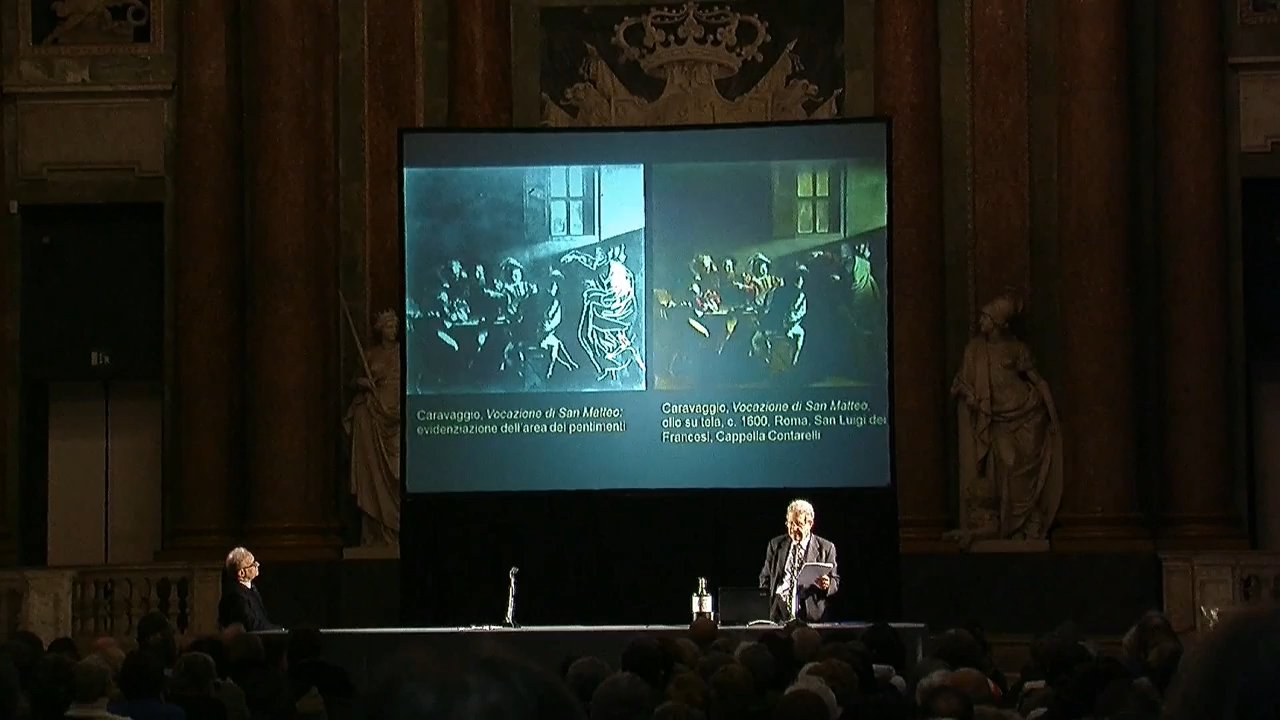 Caravaggio, Vocazione di San Matteo;
evidenziazione dell'area dei pentimenti
Caravaggio, Vocazione di San Matteo,
olio su tela, c. 1600, Roma, San Luigi dei
Francesi, Cappella Contarelli